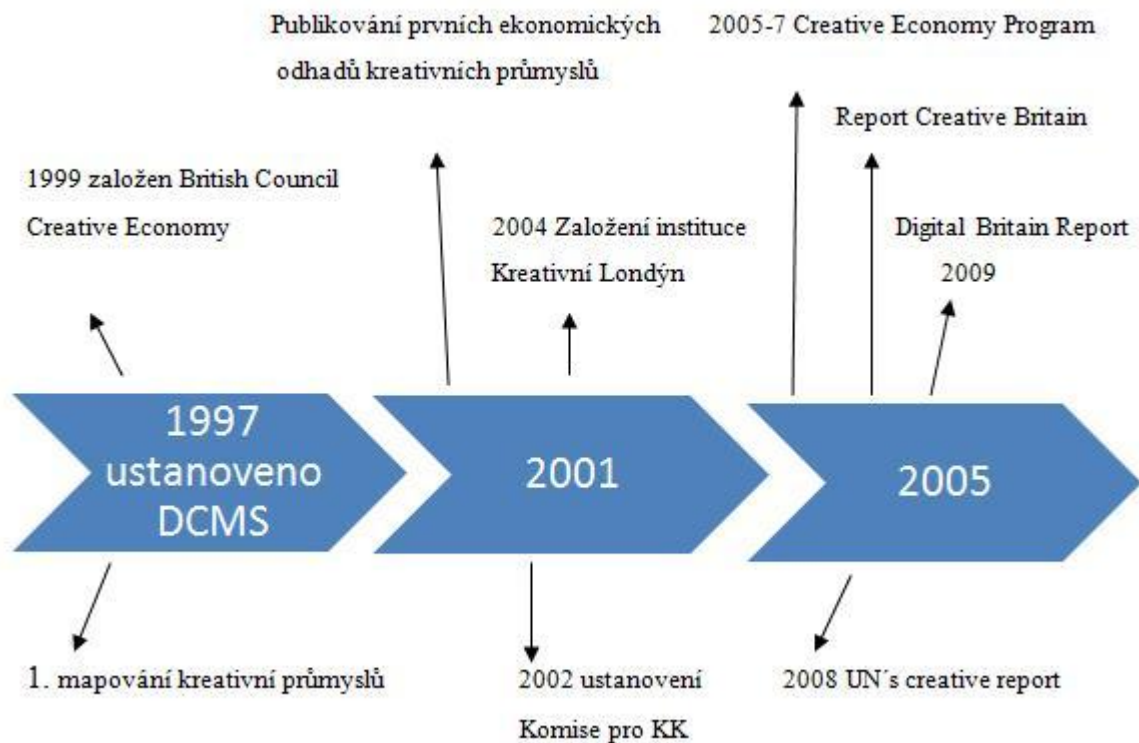 Publikování prvních ekonomických
odhadů kreativních průmyslů
2005-7 Creative Economy Program
Report Creative Britain
1999 založen British Council
Creative Economy
2004 Založení instituce
Kreativní Londýn
Digital Britain Report
2009
1997
ustanoveno
DCMS
2001
2005
1. mapování kreativní průmyslů
2002 ustanovení
Komise pro KK
2008 UN´s creative report